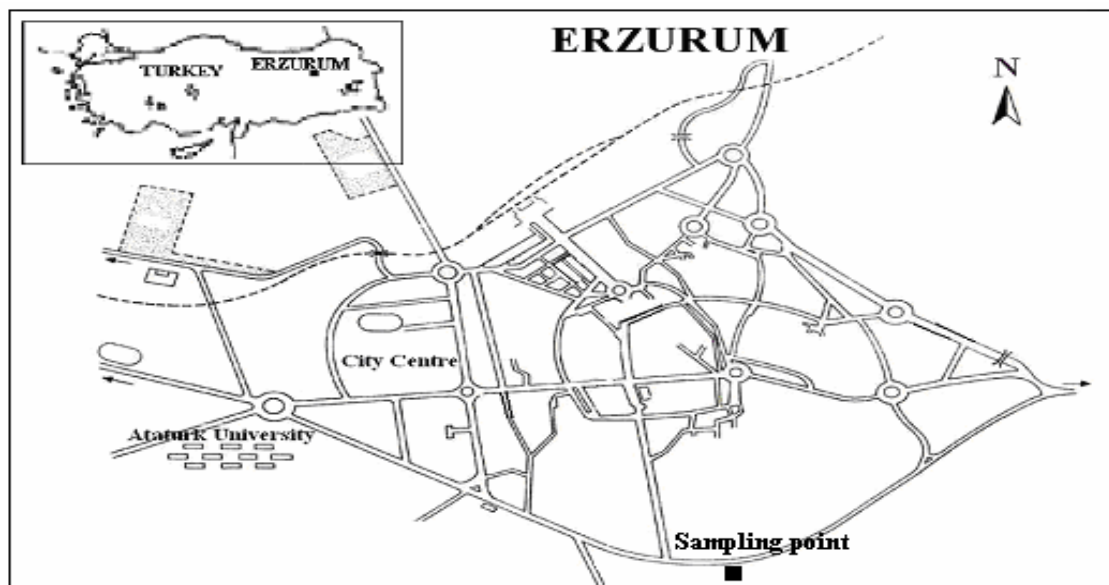 ERZURUM
TURKEY
ERZURUM
N
City Centre
Ataturk University
Sampling point